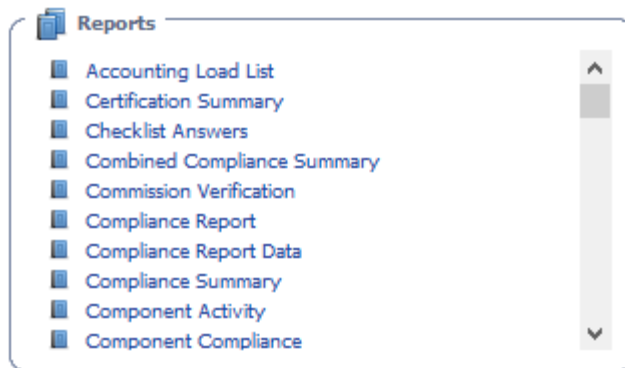 Reports
Accounting Load List
Certification Summary
Checklist Answers
Combined Compliance Summary
Commission Verification
Compliance Report
Compliance Report Data
Compliance Summary
Component Activity
Component Compliance